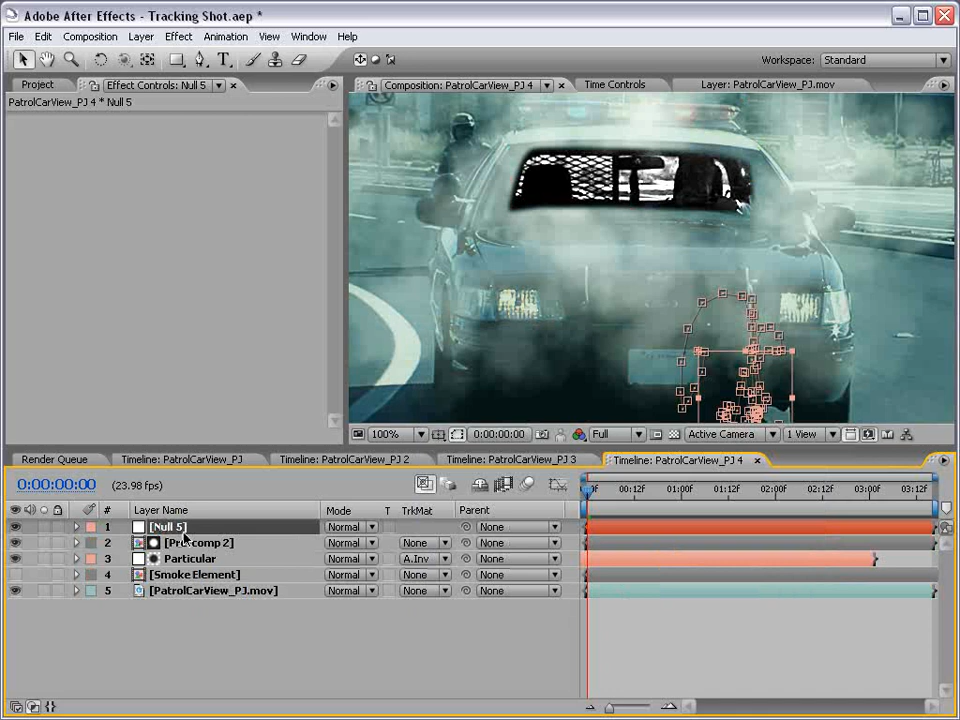 Adobe After Effects - Tracking Shot.aep *
File Edit Composition Layer Effect Animation View Window Help
Workspace: Standard
Project Effect Controls: Null 5 Composition: PatrolCarView_PJ 4 Time Controls Layer: PatrolCarView_PJ.mov
PatrolCarView_PJ 4 * Null 5
100% 0:00:00:00 Full Active Camera 1 View
Render Queue Timeline: PatrolCarView_PJ Timeline: PatrolCarView_PJ 2 Timeline: PatrolCarView_PJ 3 Timeline: PatrolCarView_PJ 4
0:00:00:00 (23.98 fps) 00:12f 01:00f 01:12f 02:00f 02:12f 03:00f 03:12f
# Layer Name Mode T TrkMat Parent
1 [Null 5] Normal None
2 [Pre-comp 2] Normal None None
3 Particular Normal A.Inv None
4 [Smoke Element] Normal None None
5 [PatrolCarView_PJ.mov] Normal None None